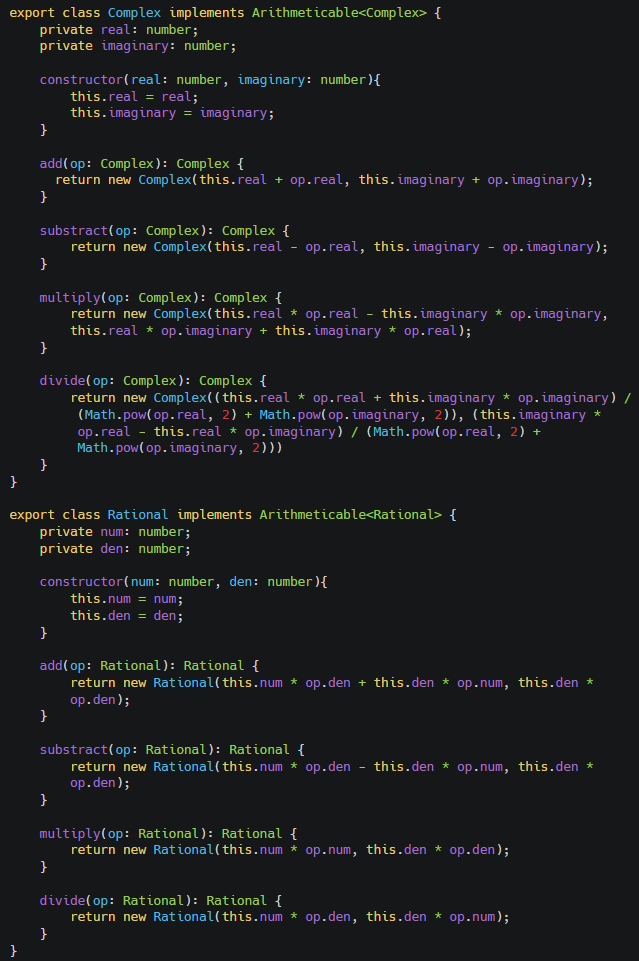 export class Complex implements Arithmeticable<Complex> {
    private real: number;
    private imaginary: number;

    constructor(real: number, imaginary: number){
        this.real = real;
        this.imaginary = imaginary;
    }

    add(op: Complex): Complex {
      return new Complex(this.real + op.real, this.imaginary + op.imaginary);
    }

    substract(op: Complex): Complex {
        return new Complex(this.real - op.real, this.imaginary - op.imaginary);
    }

    multiply(op: Complex): Complex {
        return new Complex(this.real * op.real - this.imaginary * op.imaginary,
        this.real * op.imaginary + this.imaginary * op.real);
    }

    divide(op: Complex): Complex {
        return new Complex((this.real * op.real + this.imaginary * op.imaginary) /
         (Math.pow(op.real, 2) + Math.pow(op.imaginary, 2)), (this.imaginary *
         op.real - this.real * op.imaginary) / (Math.pow(op.real, 2) +
         Math.pow(op.imaginary, 2)))
    }
}

export class Rational implements Arithmeticable<Rational> {
    private num: number;
    private den: number;

    constructor(num: number, den: number){
        this.num = num;
        this.den = den;
    }

    add(op: Rational): Rational {
        return new Rational(this.num * op.den + this.den * op.num, this.den *
        op.den);
    }

    substract(op: Rational): Rational {
        return new Rational(this.num * op.den - this.den * op.num, this.den *
        op.den);
    }

    multiply(op: Rational): Rational {
        return new Rational(this.num * op.num, this.den * op.den);
    }

    divide(op: Rational): Rational {
        return new Rational(this.num * op.den, this.den * op.num);
    }
}